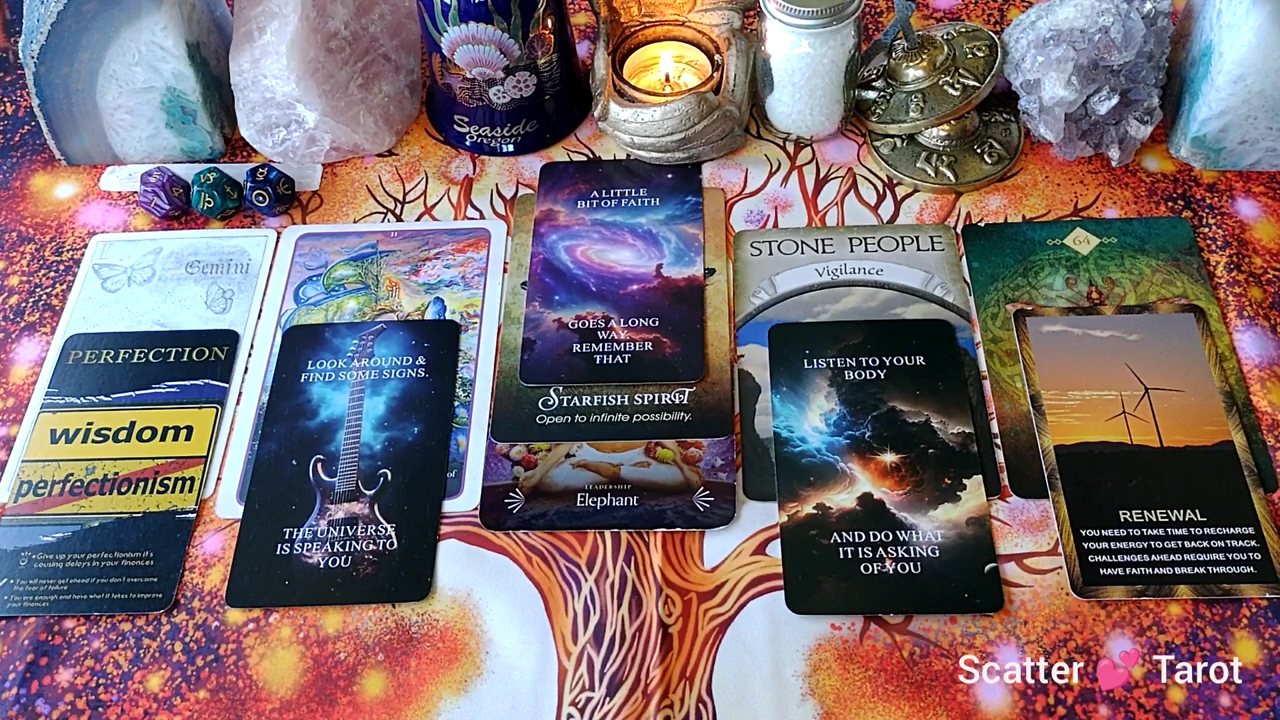 Seaside
Oregon
Gemini
PERFECTION
wisdom
perfectionism
Give up your perfectionism it's
causing delays in your finances
You will never get ahead if you don't overcome
the fear of failure
You are enough and have what it takes to improve
your finances
II
LOOK AROUND &
FIND SOME SIGNS.
THE UNIVERSE
IS SPEAKING TO
YOU
of
A LITTLE
BIT OF FAITH
GOES A LONG
WAY.
REMEMBER
THAT
STARFISH SPIRIT
Open to infinite possibility.
LEADERSHIP
Elephant
STONE PEOPLE
Vigilance
LISTEN TO YOUR
BODY
AND DO WHAT
IT IS ASKING
OF YOU
64
RENEWAL
YOU NEED TO TAKE TIME TO RECHARGE
YOUR ENERGY TO GET BACK ON TRACK.
CHALLENGES AHEAD REQUIRE YOU TO
HAVE FAITH AND BREAK THROUGH.
Scatter 💕 Tarot